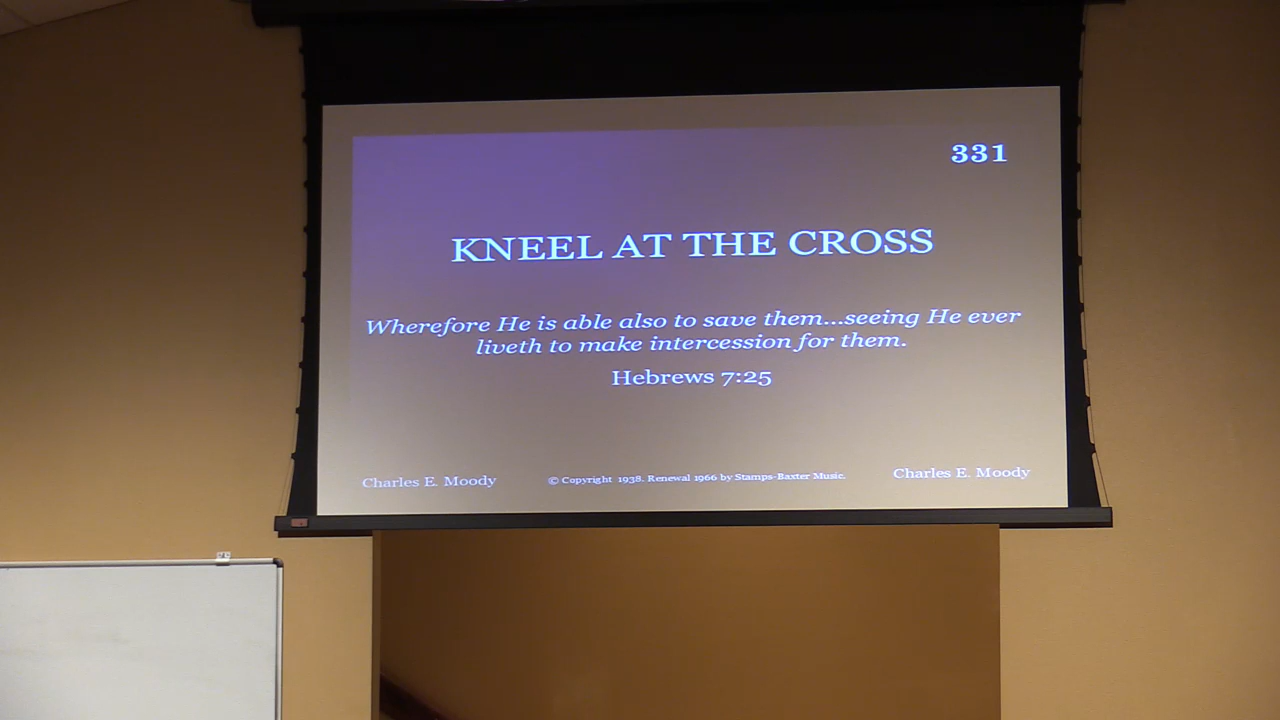 331
KNEEL AT THE CROSS
Wherefore He is able also to save them...seeing He ever
liveth to make intercession for them.
Hebrews 7:25
Charles E. Moody
© Copyright 1938. Renewal 1966 by Stamps-Baxter Music.
Charles E. Moody